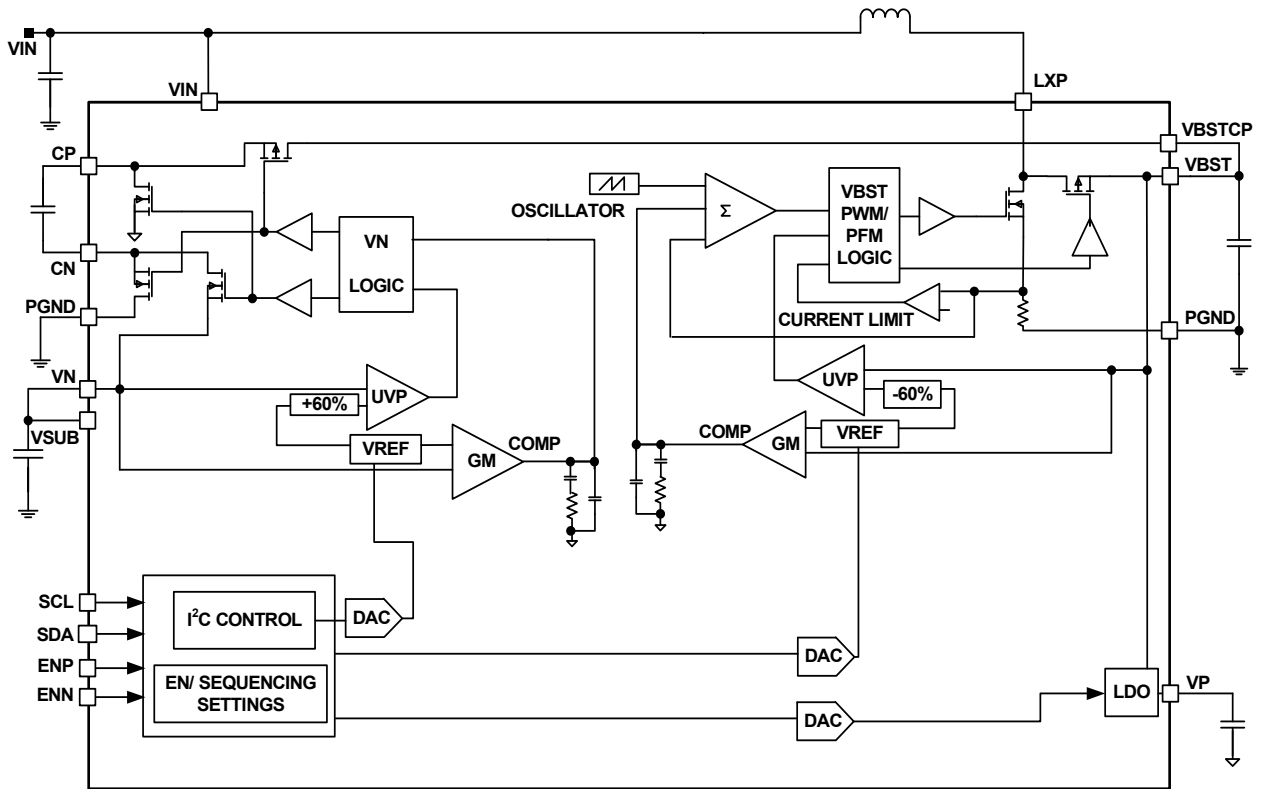 VIN
VIN
LXP
CP
VBSTCP
VBST
OSCILLATOR
Σ
VBST
PWM/
PFM
LOGIC
VN
LOGIC
CN
PGND
CURRENT LIMIT
PGND
VN
UVP
+60%
UVP
-60%
VSUB
VREF
GM
COMP
COMP
GM
VREF
SCL
SDA
ENP
ENN
I²C CONTROL
DAC
EN/ SEQUENCING
SETTINGS
DAC
DAC
LDO
VP